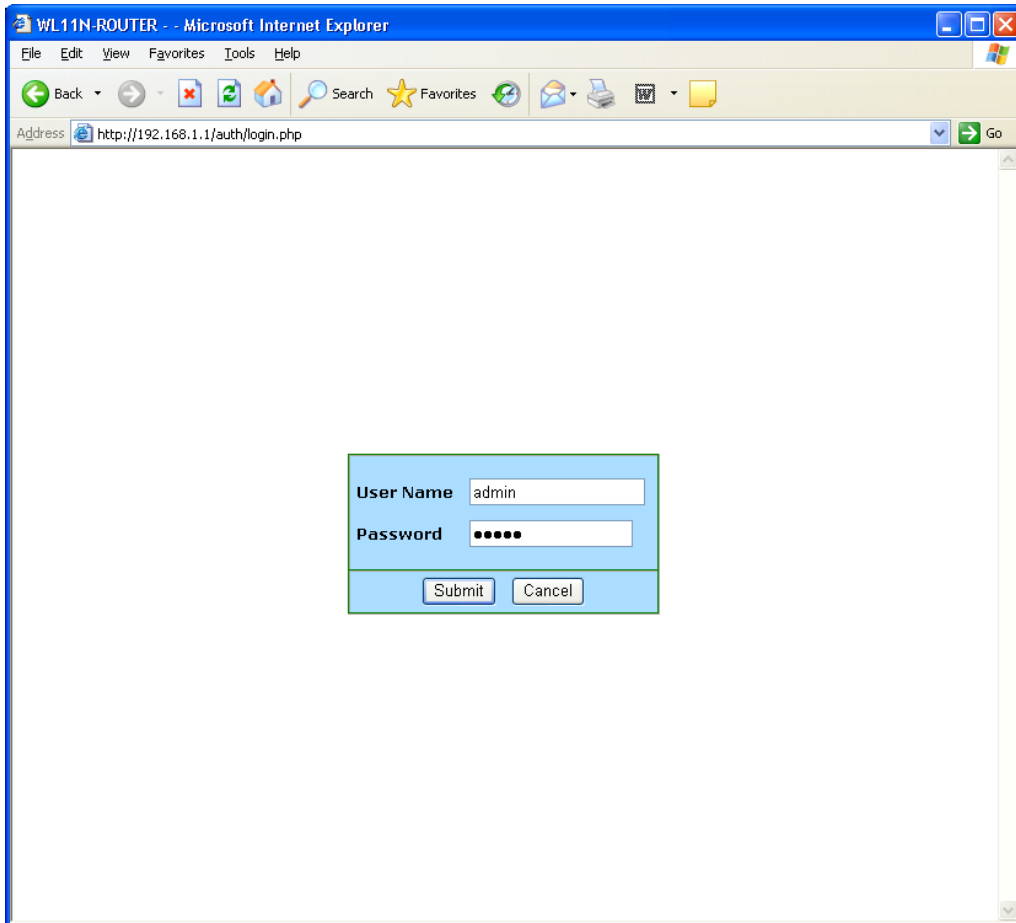 WL11N-ROUTER - - Microsoft Internet Explorer
File Edit View Favorites Tools Help
Back Search Favorites W
Address http://192.168.1.1/auth/login.php Go
User Name admin
Password •••••
Submit Cancel